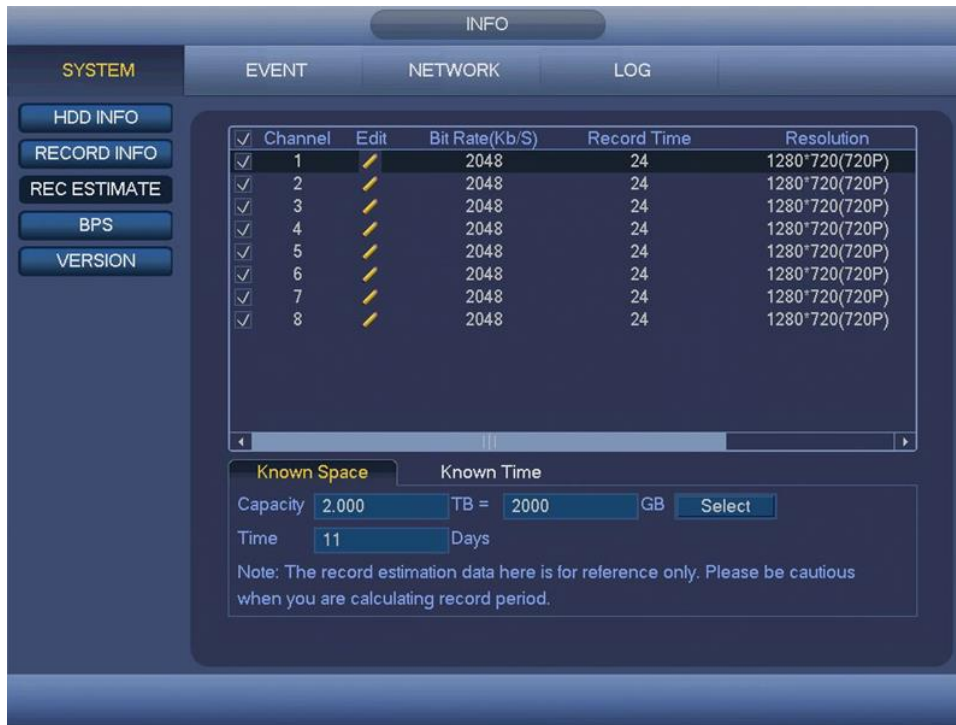 INFO
SYSTEM EVENT NETWORK LOG
HDD INFO
RECORD INFO
REC ESTIMATE
BPS
VERSION
Channel Edit Bit Rate(Kb/S) Record Time Resolution
1 2048 24 1280*720(720P)
2 2048 24 1280*720(720P)
3 2048 24 1280*720(720P)
4 2048 24 1280*720(720P)
5 2048 24 1280*720(720P)
6 2048 24 1280*720(720P)
7 2048 24 1280*720(720P)
8 2048 24 1280*720(720P)
Known Space Known Time
Capacity 2.000 TB = 2000 GB Select
Time 11 Days
Note: The record estimation data here is for reference only. Please be cautious
when you are calculating record period.